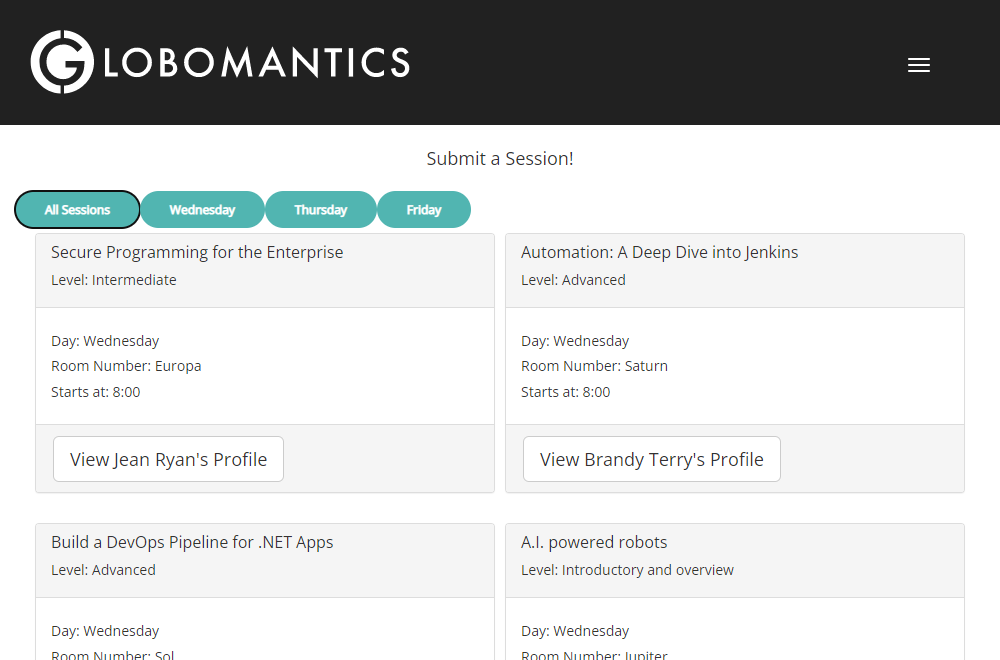 GLOBOMANTICS
Submit a Session!
All Sessions
Wednesday
Thursday
Friday
Secure Programming for the Enterprise
Level: Intermediate
Day: Wednesday
Room Number: Europa
Starts at: 8:00
View Jean Ryan's Profile
Automation: A Deep Dive into Jenkins
Level: Advanced
Day: Wednesday
Room Number: Saturn
Starts at: 8:00
View Brandy Terry's Profile
Build a DevOps Pipeline for .NET Apps
Level: Advanced
Day: Wednesday
Room Number: Sol
A.I. powered robots
Level: Introductory and overview
Day: Wednesday
Room Number: Jupiter